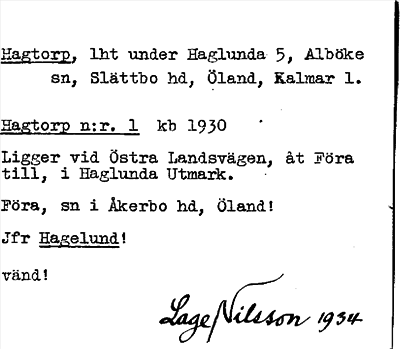 Hagtorp, lht under Haglunda 5, Alböke
sn, Slättbo hd, Öland, Kalmar l.
Hagtorp n:r. 1 kb 1930
Ligger vid Östra Landsvägen, åt Föra
till, i Haglunda Utmark.
Föra, sn i Åkerbo hd, Öland!
Jfr Hagelund!
vänd!
Lage Nilsson 1934